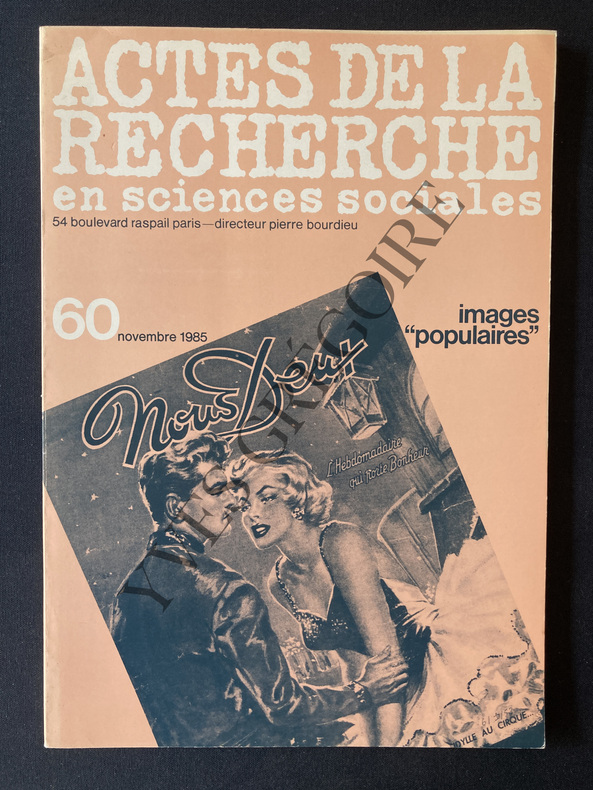 ACTES DE LA
RECHERCHE
en sciences sociales
54 boulevard raspail paris—directeur pierre bourdieu
60
novembre 1985
images
"populaires"
Nous Deux
L'Hebdomadaire
qui porte Bonheur
IDYLLE AU CIRQUE...
YVES GRÉGOIRE